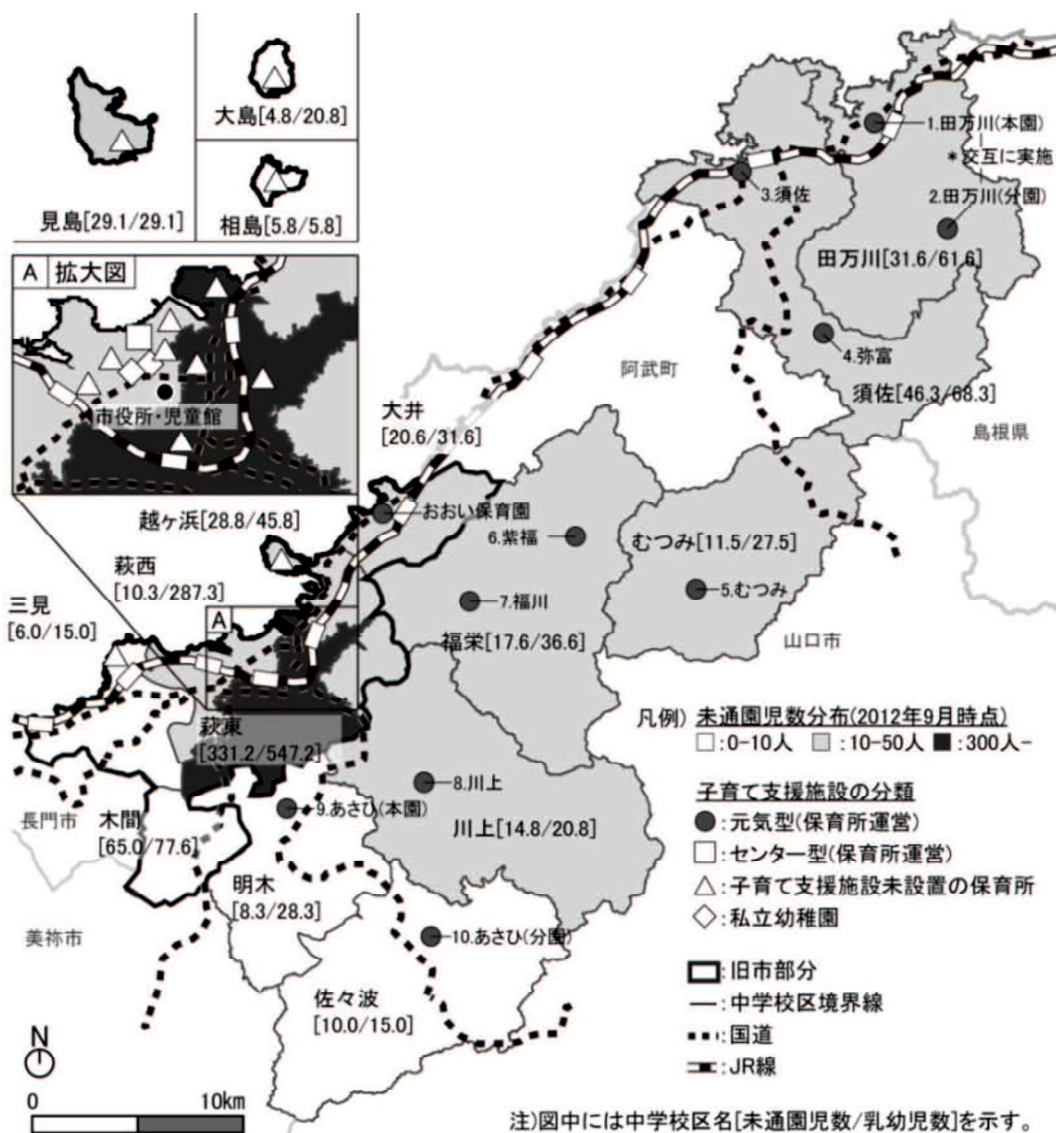 大島[4.8/20.8]
見島[29.1/29.1]
相島[5.8/5.8]
A 拡大図
市役所・児童館
1.田万川(本園)
*交互に実施
2.田万川(分園)
3.須佐
田万川[31.6/61.6]
4.弥富
阿武町
須佐[46.3/68.3]
島根県
大井
[20.6/31.6]
おおい保育園
越ヶ浜[28.8/45.8]
6.紫福
むつみ[11.5/27.5]
5.むつみ
萩西
[10.3/287.3]
三見
[6.0/15.0]
A
7.福川
福栄[17.6/36.6]
山口市
萩東
[331.2/547.2]
8.川上
川上[14.8/20.8]
9.あさひ(本園)
長門市
木間
[65.0/77.6]
明木
[8.3/28.3]
美祢市
10.あさひ(分園)
佐々波
[10.0/15.0]
凡例) 未通園児数分布(2012年9月時点)
:0-10人 :10-50人 :300人-
子育て支援施設の分類
:元気型(保育所運営)
:センター型(保育所運営)
:子育て支援施設未設置の保育所
:私立幼稚園
:旧市部分
:中学校区境界線
:国道
:JR線
N
0 10km
注)図中には中学校区名[未通園児数/乳幼児数]を示す。